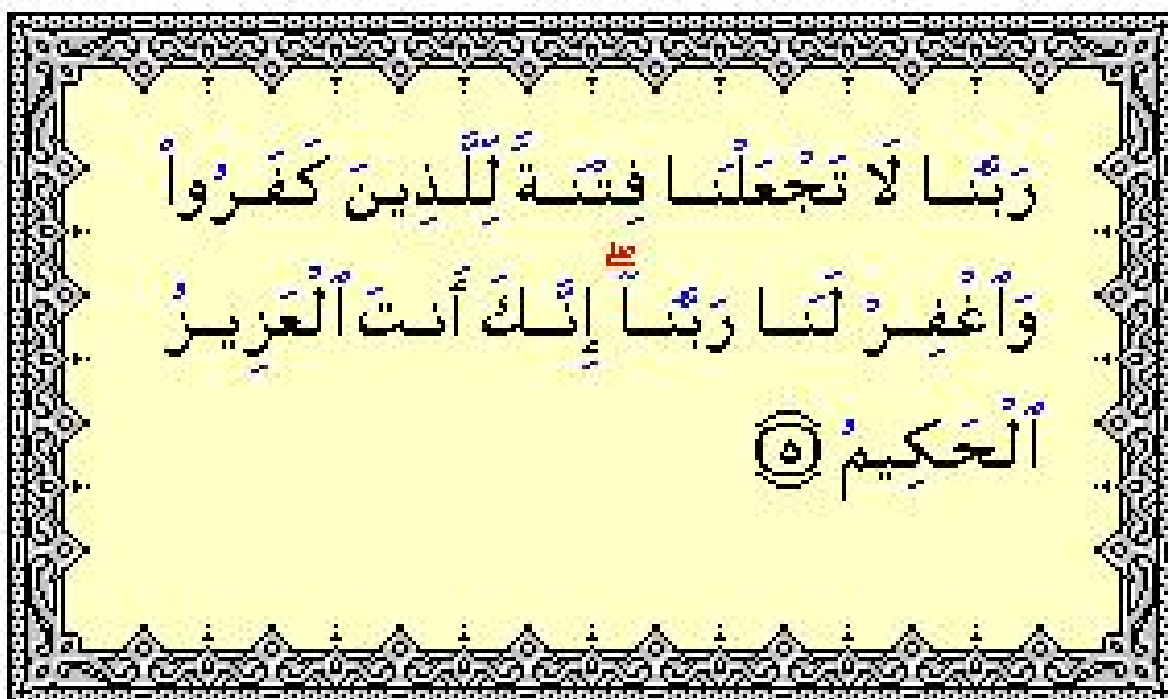 رَبَّنَا لَا تَجْعَلْنَا فِتْنَةً لِّلَّذِينَ كَفَرُوا۟
وَٱغْفِرْ لَنَا رَبَّنَآ ۖ إِنَّكَ أَنتَ ٱلْعَزِيزُ
ٱلْحَكِيمُ ۝٥